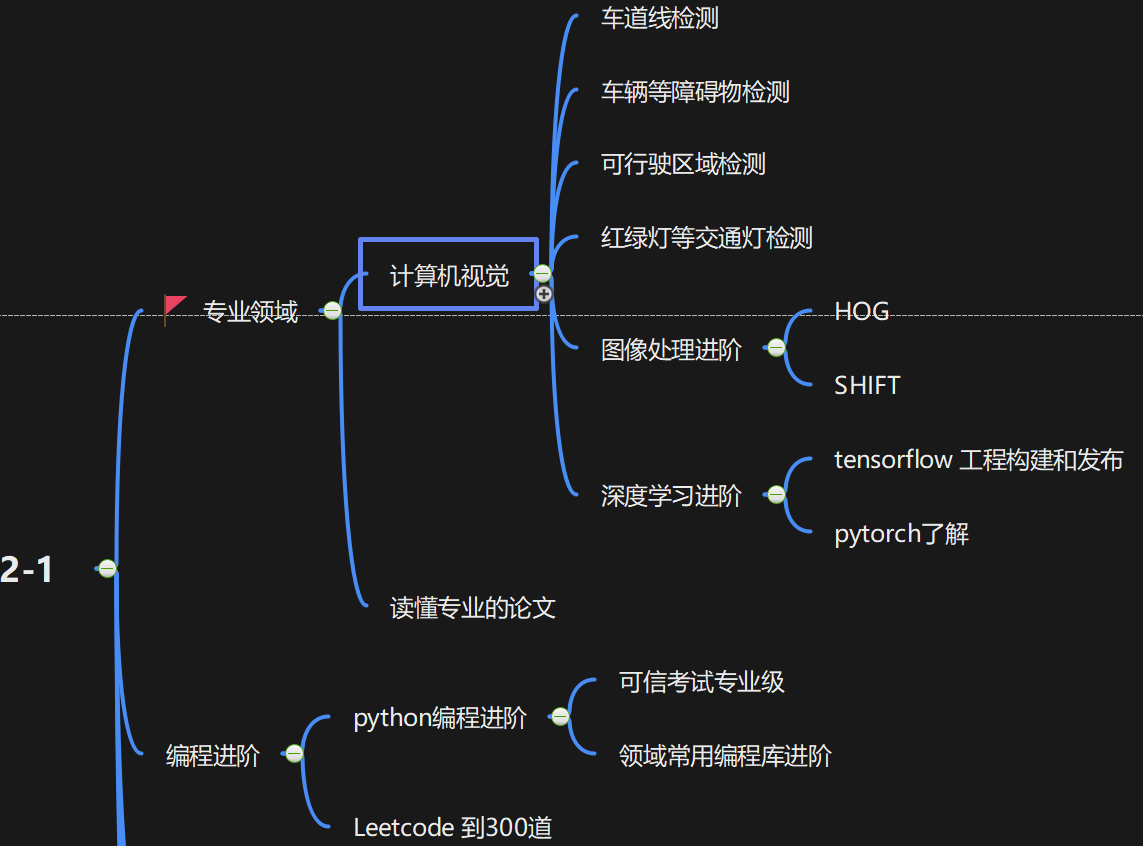 车道线检测
车辆等障碍物检测
可行驶区域检测
红绿灯等交通灯检测
计算机视觉
专业领域
HOG
图像处理进阶
SHIFT
tensorflow 工程构建和发布
深度学习进阶
pytorch了解
2-1
读懂专业的论文
可信考试专业级
python编程进阶
编程进阶
领域常用编程库进阶
Leetcode 到300道